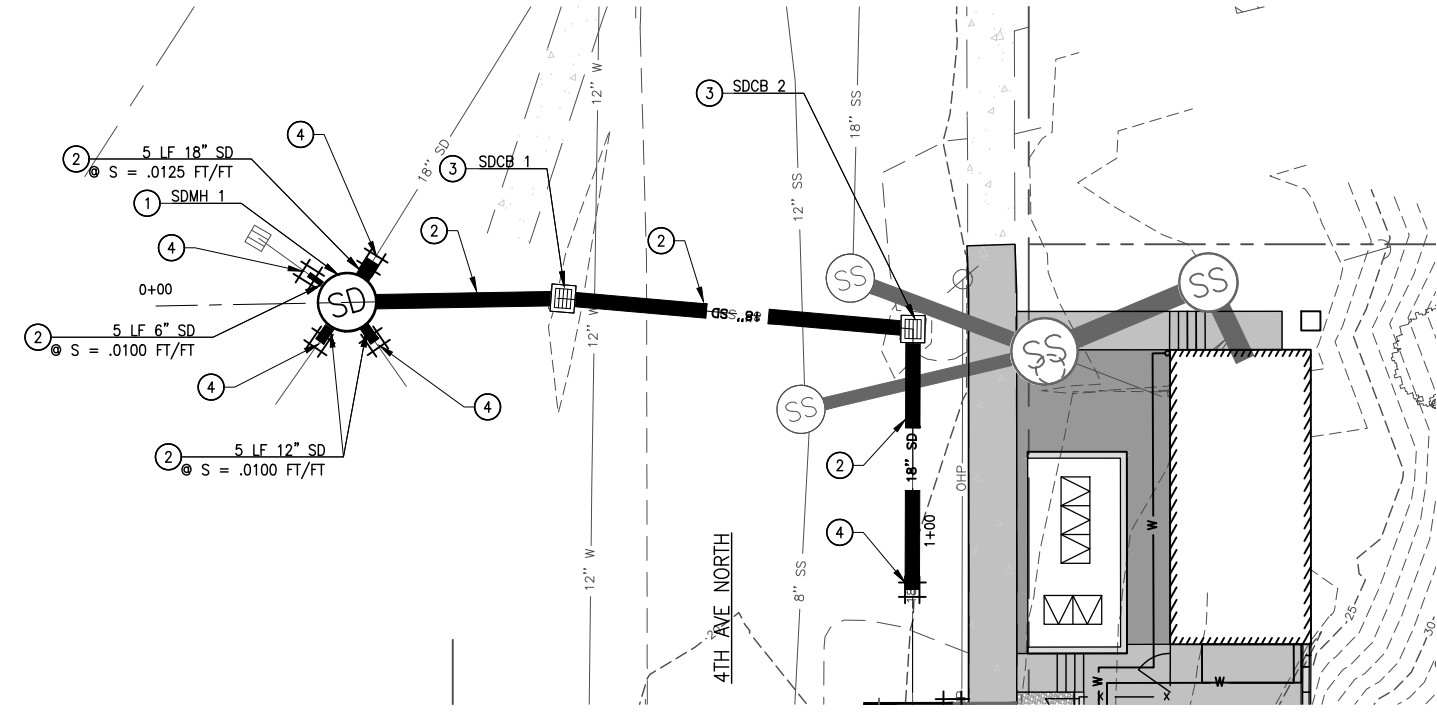 12" W
3 SDCB 2
18" SS
4
18" SD
2 5 LF 18" SD
@ S = .0125 FT/FT
3 SDCB 1
12" SS
1 SDMH 1
2
2
4
SS
SS
0+00
SD
18" SD
12" W
2 5 LF 6" SD
@ S = .0100 FT/FT
SS
SS
4
4
2 5 LF 12" SD
@ S = .0100 FT/FT
2
18" SD
OHP
4
1+00
W
12" W
8" SS
4TH AVE NORTH
25
30
W
W
X
X